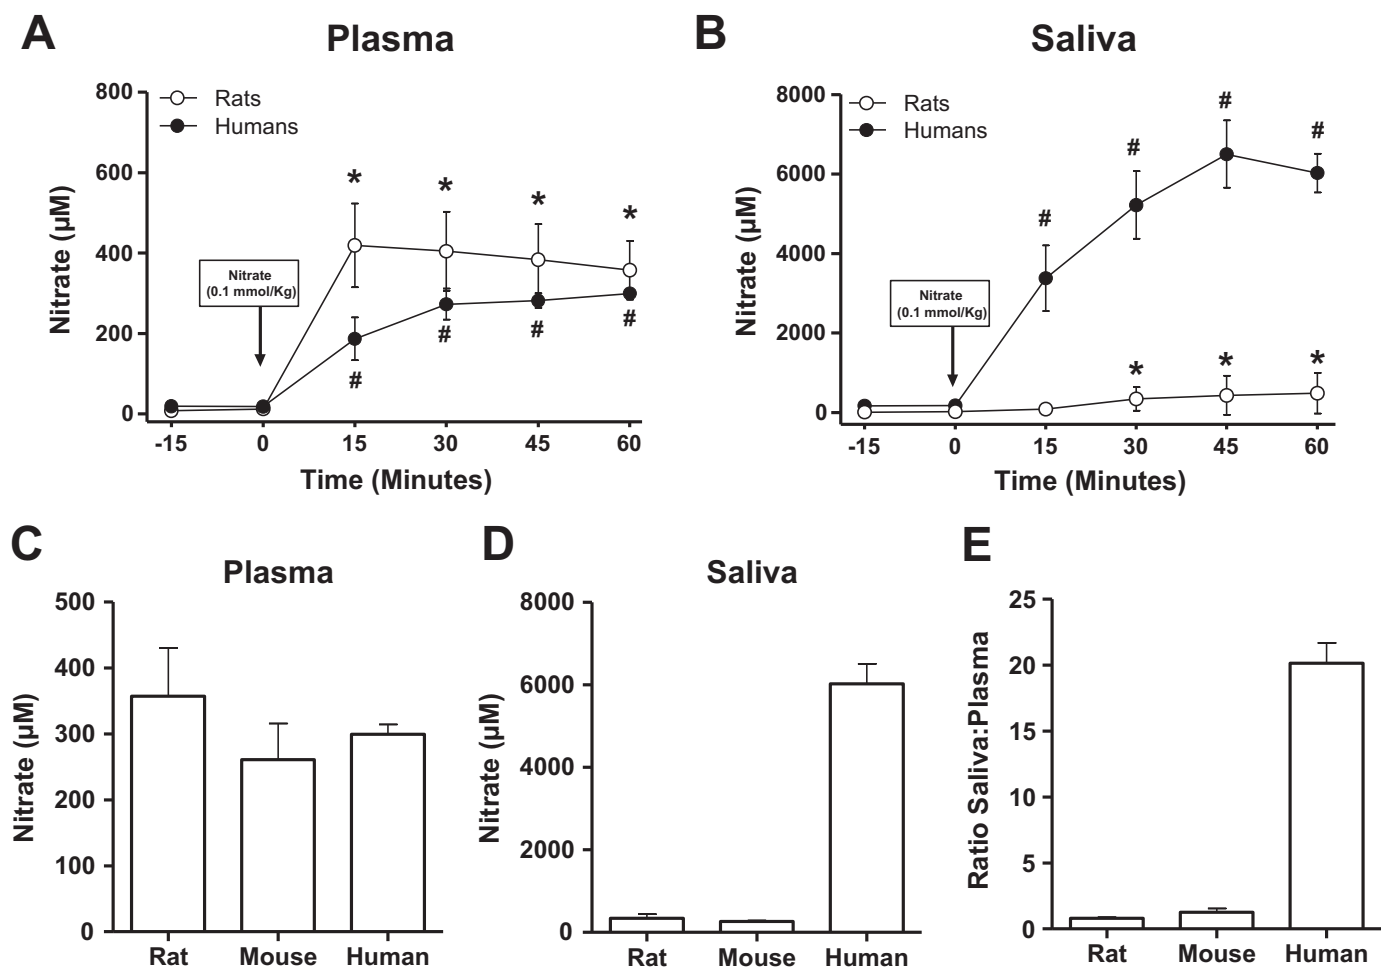 A
Plasma
800
600
400
200
0
Nitrate (µM)
Rats
Humans
Nitrate
(0.1 mmol/Kg)
*
*
*
*
#
#
#
#
-15
0
15
30
45
60
Time (Minutes)
B
Saliva
8000
6000
4000
2000
0
Nitrate (µM)
Rats
Humans
Nitrate
(0.1 mmol/Kg)
#
#
#
#
*
*
*
-15
0
15
30
45
60
Time (Minutes)
C
Plasma
500
400
300
200
100
0
Nitrate (µM)
Rat
Mouse
Human
D
Saliva
8000
6000
4000
2000
0
Nitrate (µM)
Rat
Mouse
Human
E
25
20
15
10
5
0
Ratio Saliva:Plasma
Rat
Mouse
Human